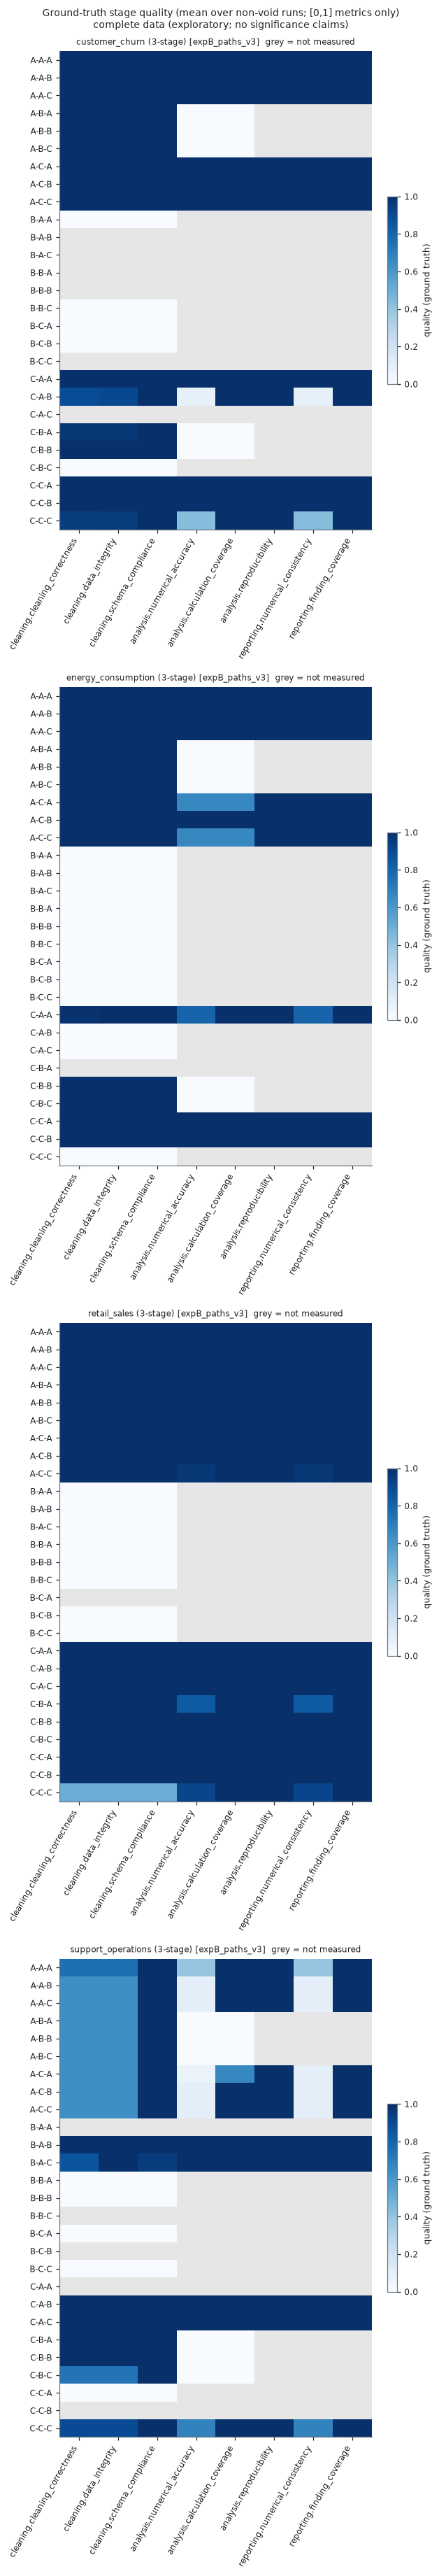 Ground-truth stage quality (mean over non-void runs; [0,1] metrics only)
complete data (exploratory; no significance claims)
customer_churn (3-stage) [expB_paths_v3]  grey = not measured
A-A-A
A-A-B
A-A-C
A-B-A
A-B-B
A-B-C
A-C-A
A-C-B
A-C-C
B-A-A
B-A-B
B-A-C
B-B-A
B-B-B
B-B-C
B-C-A
B-C-B
B-C-C
C-A-A
C-A-B
C-A-C
C-B-A
C-B-B
C-B-C
C-C-A
C-C-B
C-C-C
cleaning.cleaning_correctness
cleaning.data_integrity
cleaning.schema_compliance
analysis.numerical_accuracy
analysis.calculation_coverage
analysis.reproducibility
reporting.numerical_consistency
reporting.finding_coverage
1.0
0.8
0.6
0.4
0.2
0.0
quality (ground truth)
energy_consumption (3-stage) [expB_paths_v3]  grey = not measured
A-A-A
A-A-B
A-A-C
A-B-A
A-B-B
A-B-C
A-C-A
A-C-B
A-C-C
B-A-A
B-A-B
B-A-C
B-B-A
B-B-B
B-B-C
B-C-A
B-C-B
B-C-C
C-A-A
C-A-B
C-A-C
C-B-A
C-B-B
C-B-C
C-C-A
C-C-B
C-C-C
cleaning.cleaning_correctness
cleaning.data_integrity
cleaning.schema_compliance
analysis.numerical_accuracy
analysis.calculation_coverage
analysis.reproducibility
reporting.numerical_consistency
reporting.finding_coverage
1.0
0.8
0.6
0.4
0.2
0.0
quality (ground truth)
retail_sales (3-stage) [expB_paths_v3]  grey = not measured
A-A-A
A-A-B
A-A-C
A-B-A
A-B-B
A-B-C
A-C-A
A-C-B
A-C-C
B-A-A
B-A-B
B-A-C
B-B-A
B-B-B
B-B-C
B-C-A
B-C-B
B-C-C
C-A-A
C-A-B
C-A-C
C-B-A
C-B-B
C-B-C
C-C-A
C-C-B
C-C-C
cleaning.cleaning_correctness
cleaning.data_integrity
cleaning.schema_compliance
analysis.numerical_accuracy
analysis.calculation_coverage
analysis.reproducibility
reporting.numerical_consistency
reporting.finding_coverage
1.0
0.8
0.6
0.4
0.2
0.0
quality (ground truth)
support_operations (3-stage) [expB_paths_v3]  grey = not measured
A-A-A
A-A-B
A-A-C
A-B-A
A-B-B
A-B-C
A-C-A
A-C-B
A-C-C
B-A-A
B-A-B
B-A-C
B-B-A
B-B-B
B-B-C
B-C-A
B-C-B
B-C-C
C-A-A
C-A-B
C-A-C
C-B-A
C-B-B
C-B-C
C-C-A
C-C-B
C-C-C
cleaning.cleaning_correctness
cleaning.data_integrity
cleaning.schema_compliance
analysis.numerical_accuracy
analysis.calculation_coverage
analysis.reproducibility
reporting.numerical_consistency
reporting.finding_coverage
1.0
0.8
0.6
0.4
0.2
0.0
quality (ground truth)